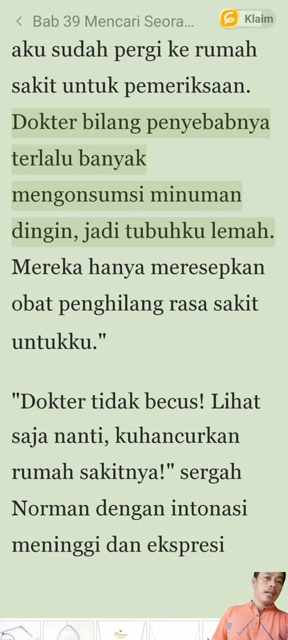 Bab 39 Mencari Seora...
Klaim
aku sudah pergi ke rumah
sakit untuk pemeriksaan.
Dokter bilang penyebabnya
terlalu banyak
mengonsumsi minuman
dingin, jadi tubuhku lemah.
Mereka hanya meresepkan
obat penghilang rasa sakit
untukku."
"Dokter tidak becus! Lihat
saja nanti, kuhancurkan
rumah sakitnya!" sergah
Norman dengan intonasi
meninggi dan ekspresi